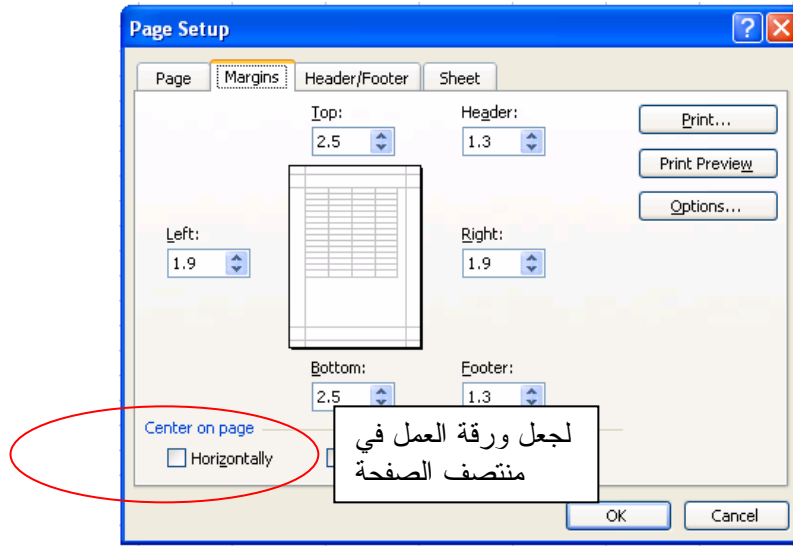 Page Setup
Page Margins Header/Footer Sheet
Top: Header:
2.5 1.3
Print...
Print Preview
Options...
Left: Right:
1.9 1.9
Bottom: Footer:
2.5 1.3
Center on page
Horizontally
لجعل ورقة العمل في
منتصف الصفحة
OK Cancel